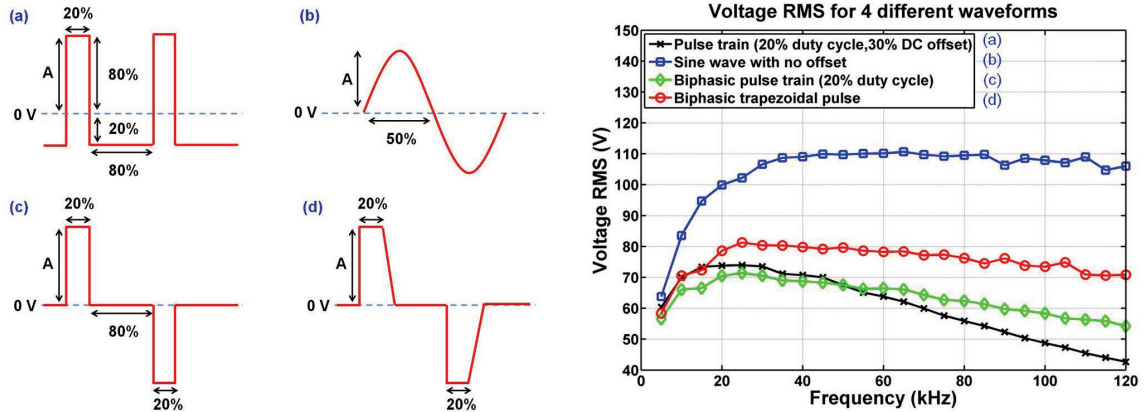 (a)
20%
A
80%
0 V
20%
80%
(b)
A
0 V
50%
(c)
20%
A
0 V
80%
20%
(d)
20%
A
0 V
20%
Voltage RMS for 4 different waveforms
Pulse train (20% duty cycle,30% DC offset) (a)
Sine wave with no offset (b)
Biphasic pulse train (20% duty cycle) (c)
Biphasic trapezoidal pulse (d)
Voltage RMS (V)
150
140
130
120
110
100
90
80
70
60
50
40
0
20
40
60
80
100
120
Frequency (kHz)